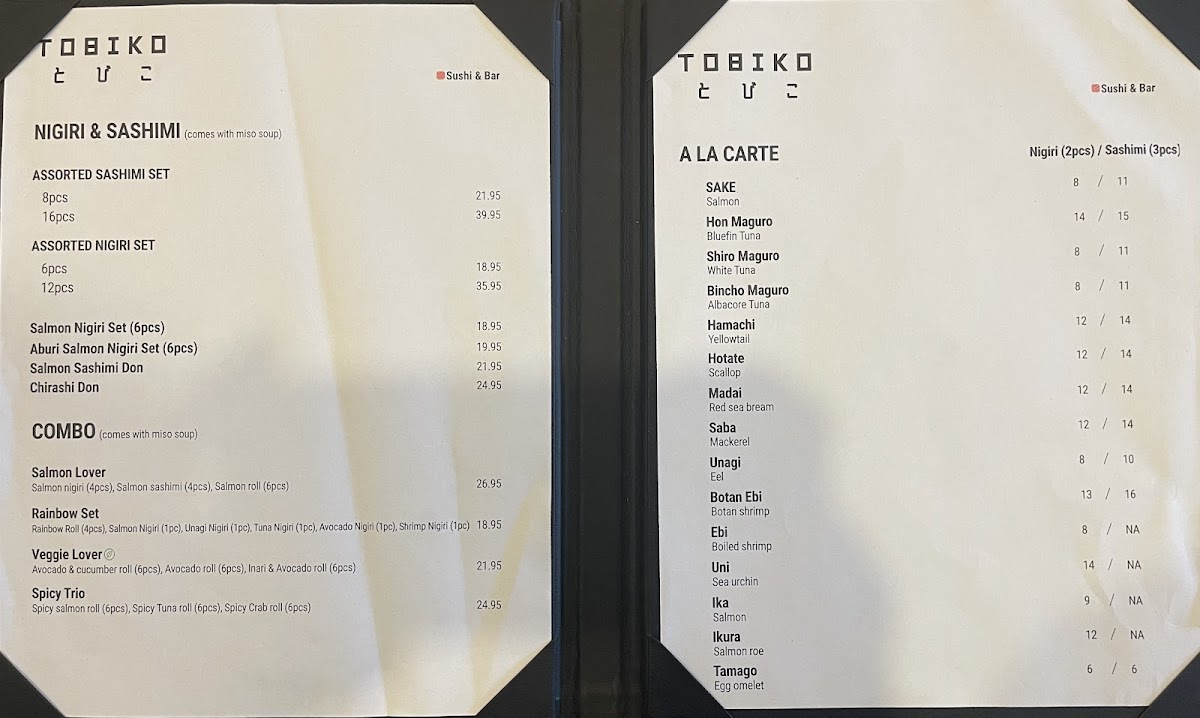 TOBIKO
とびこ
Sushi & Bar
NIGIRI & SASHIMI (comes with miso soup)
ASSORTED SASHIMI SET
8pcs 21.95
16pcs 39.95
ASSORTED NIGIRI SET
6pcs 18.95
12pcs 35.95
Salmon Nigiri Set (6pcs) 18.95
Aburi Salmon Nigiri Set (6pcs) 19.95
Salmon Sashimi Don 21.95
Chirashi Don 24.95
COMBO (comes with miso soup)
Salmon Lover
Salmon nigiri (4pcs), Salmon sashimi (4pcs), Salmon roll (6pcs) 26.95
Rainbow Set
Rainbow Roll (4pcs), Salmon Nigiri (1pc), Unagi Nigiri (1pc), Tuna Nigiri (1pc), Avocado Nigiri (1pc), Shrimp Nigiri (1pc) 18.95
Veggie Lover
Avocado & cucumber roll (6pcs), Avocado roll (6pcs), Inari & Avocado roll (6pcs) 21.95
Spicy Trio
Spicy salmon roll (6pcs), Spicy Tuna roll (6pcs), Spicy Crab roll (6pcs) 24.95
TOBIKO
とびこ
Sushi & Bar
A LA CARTE Nigiri (2pcs) / Sashimi (3pcs)
SAKE 8 / 11
Salmon
Hon Maguro 14 / 15
Bluefin Tuna
Shiro Maguro 8 / 11
White Tuna
Bincho Maguro 8 / 11
Albacore Tuna
Hamachi 12 / 14
Yellowtail
Hotate 12 / 14
Scallop
Madai 12 / 14
Red sea bream
Saba 12 / 14
Mackerel
Unagi 8 / 10
Eel
Botan Ebi 13 / 16
Botan shrimp
Ebi 8 / NA
Boiled shrimp
Uni 14 / NA
Sea urchin
Ika 9 / NA
Salmon
Ikura 12 / NA
Salmon roe
Tamago 6 / 6
Egg omelet